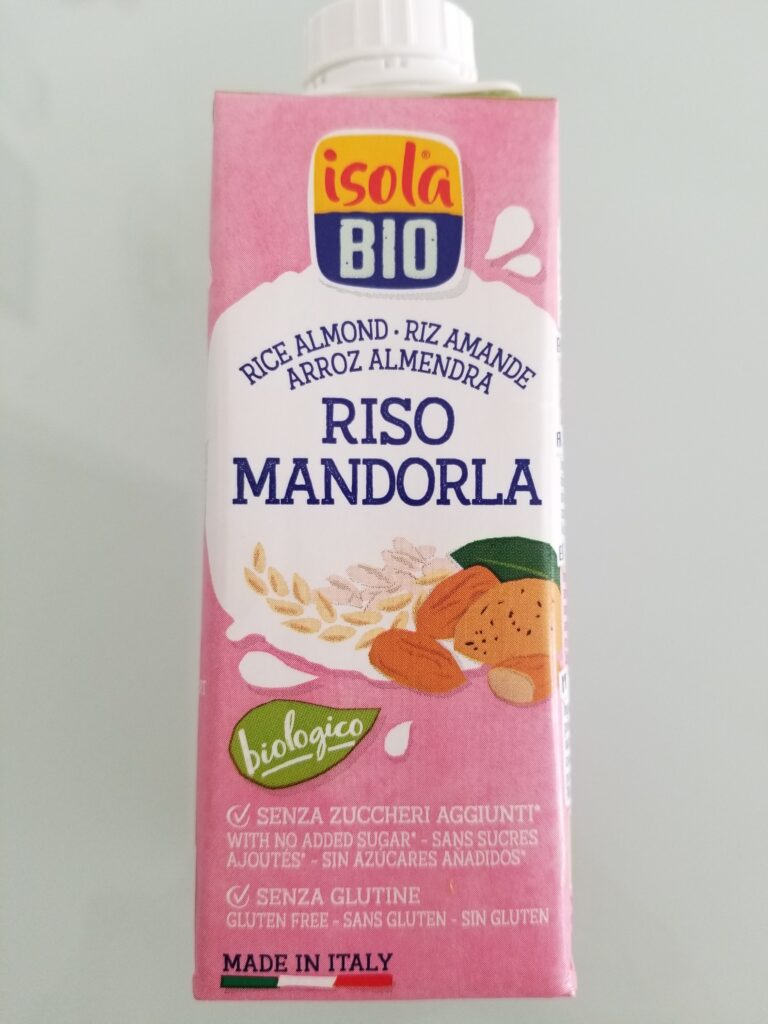 isola®
BIO
RICE ALMOND · RIZ AMANDE
ARROZ ALMENDRA
RISO
MANDORLA
biologico
SENZA ZUCCHERI AGGIUNTI*
WITH NO ADDED SUGAR* - SANS SUCRES
AJOUTÉS* - SIN AZÚCARES AÑADIDOS*
SENZA GLUTINE
GLUTEN FREE - SANS GLUTEN - SIN GLUTEN
MADE IN ITALY